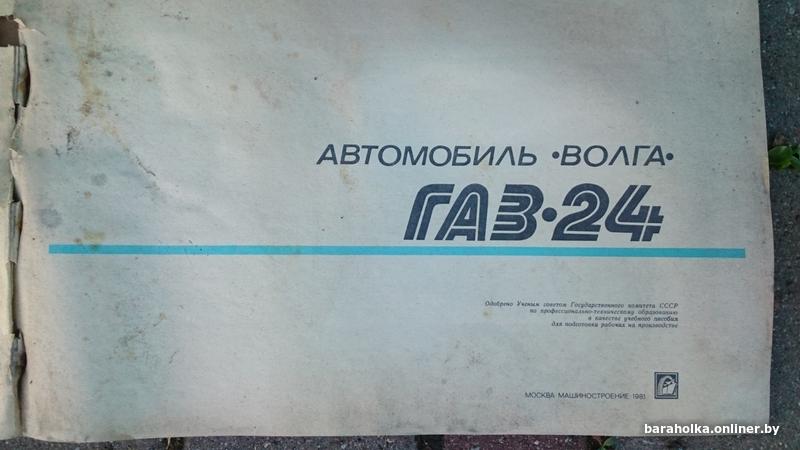 АВТОМОБИЛЬ •ВОЛГА•
ГАЗ•24
Одобрено Ученым советом Государственного комитета СССР
по профессионально-техническому образованию
в качестве учебного пособия
для подготовки рабочих на производстве
МОСКВА МАШИНОСТРОЕНИЕ 1981
baraholka.onliner.by